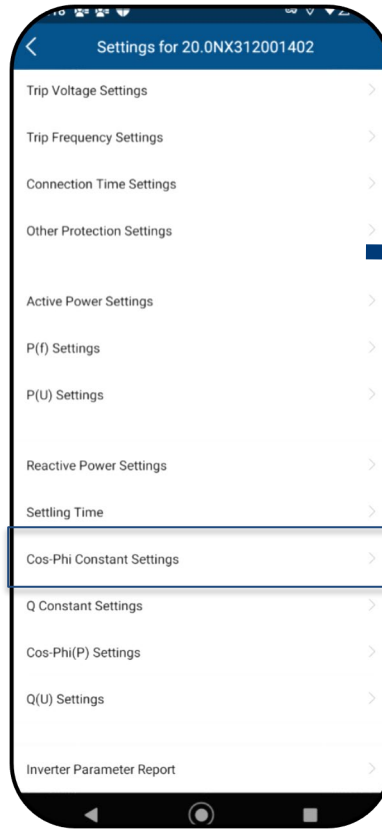 Settings for 20.0NX312001402
Trip Voltage Settings
Trip Frequency Settings
Connection Time Settings
Other Protection Settings
Active Power Settings
P(f) Settings
P(U) Settings
Reactive Power Settings
Settling Time
Cos-Phi Constant Settings
Q Constant Settings
Cos-Phi(P) Settings
Q(U) Settings
Inverter Parameter Report